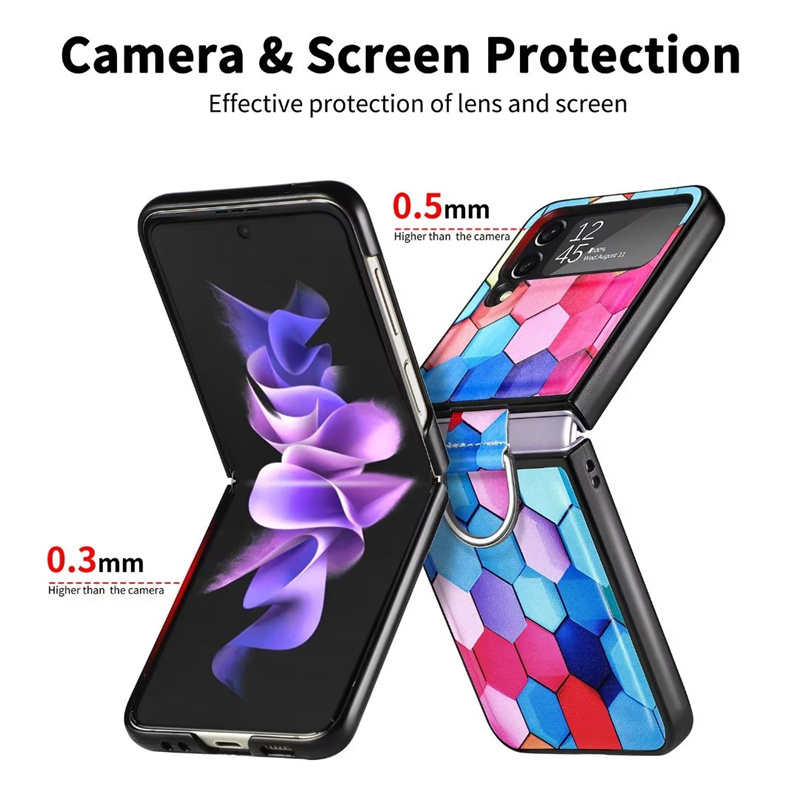 Camera & Screen Protection
Effective protection of lens and screen
0.5mm
Higher than the camera
12
45
100%
Wed, August 11
0.3mm
Higher than the camera